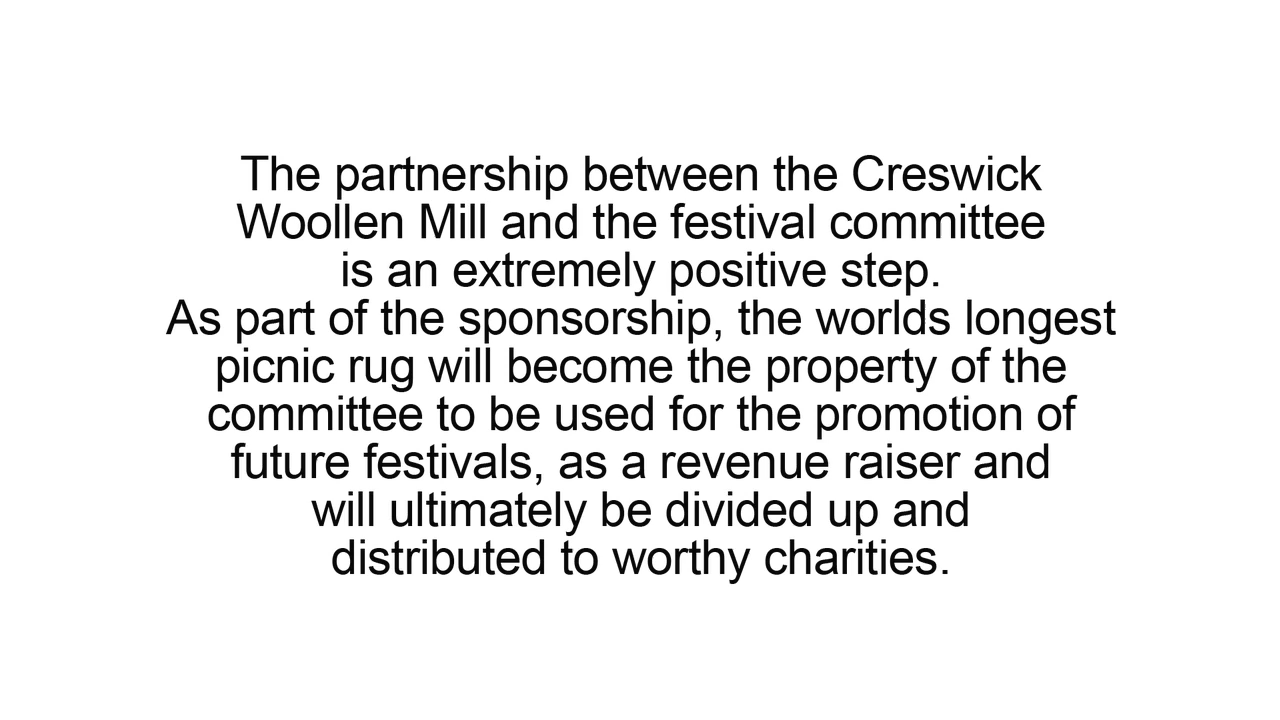 The partnership between the Creswick
Woollen Mill and the festival committee
is an extremely positive step.
As part of the sponsorship, the worlds longest
picnic rug will become the property of the
committee to be used for the promotion of
future festivals, as a revenue raiser and
will ultimately be divided up and
distributed to worthy charities.